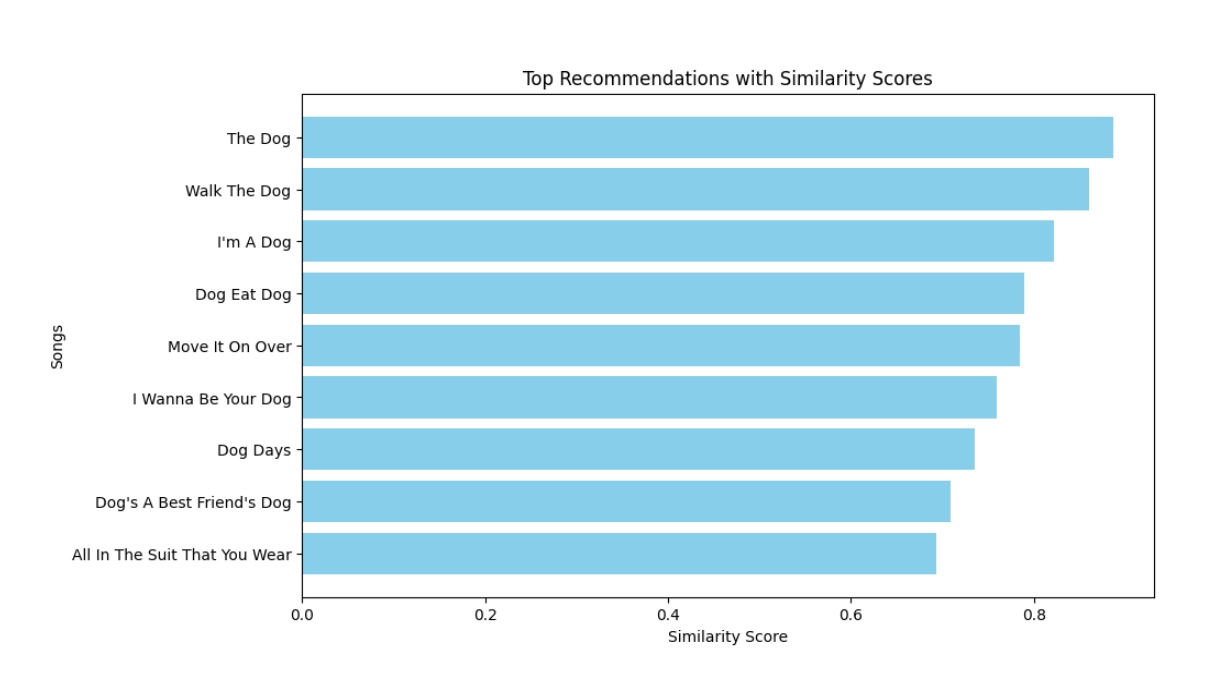 Top Recommendations with Similarity Scores
Songs
The Dog
Walk The Dog
I'm A Dog
Dog Eat Dog
Move It On Over
I Wanna Be Your Dog
Dog Days
Dog's A Best Friend's Dog
All In The Suit That You Wear
0.0 0.2 0.4 0.6 0.8
Similarity Score